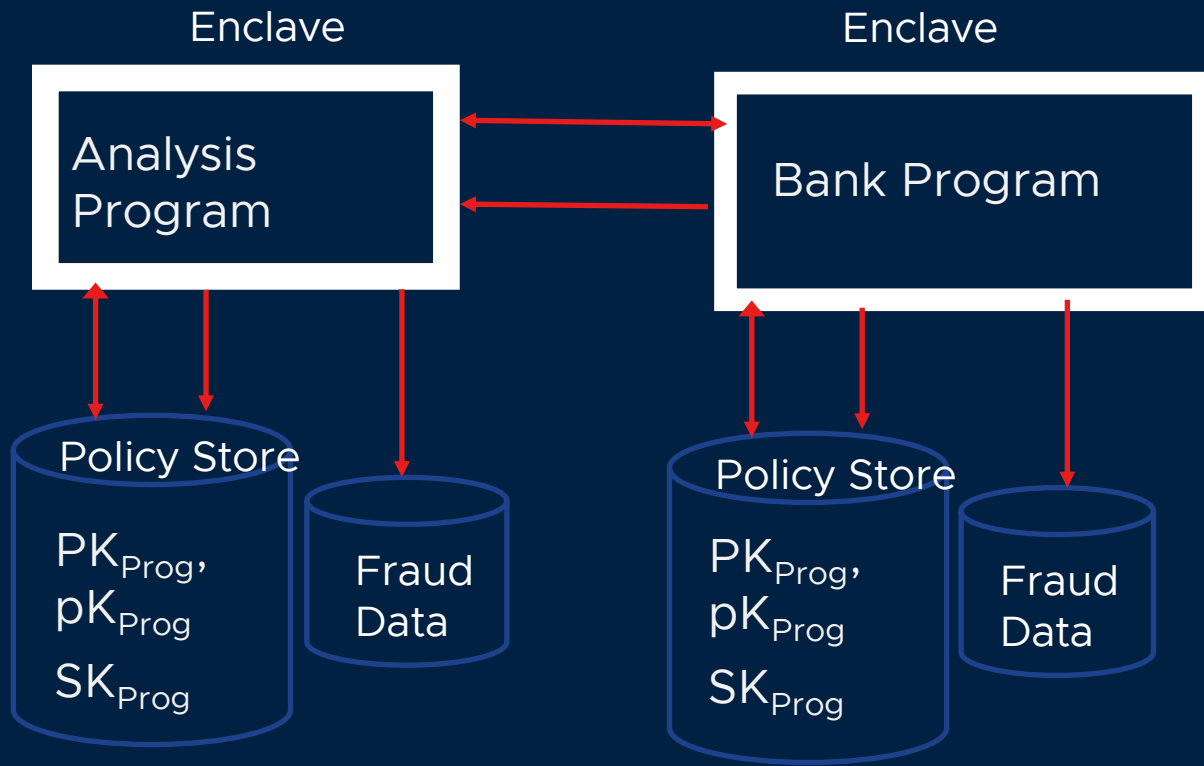 Enclave
Enclave
Analysis
Program
Bank Program
Policy Store
PKProg,
pKProg
SKProg
Fraud
Data
Policy Store
PKProg,
pKProg
SKProg
Fraud
Data